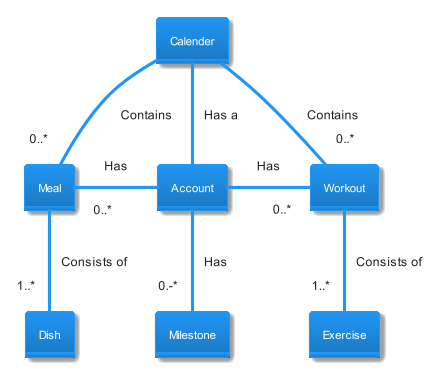 Calender
Contains
Has a
Contains
0..*
0..*
Has
Has
Meal
Account
Workout
0..*
0..*
Consists of
Has
Consists of
1..*
0.-*
1..*
Dish
Milestone
Exercise